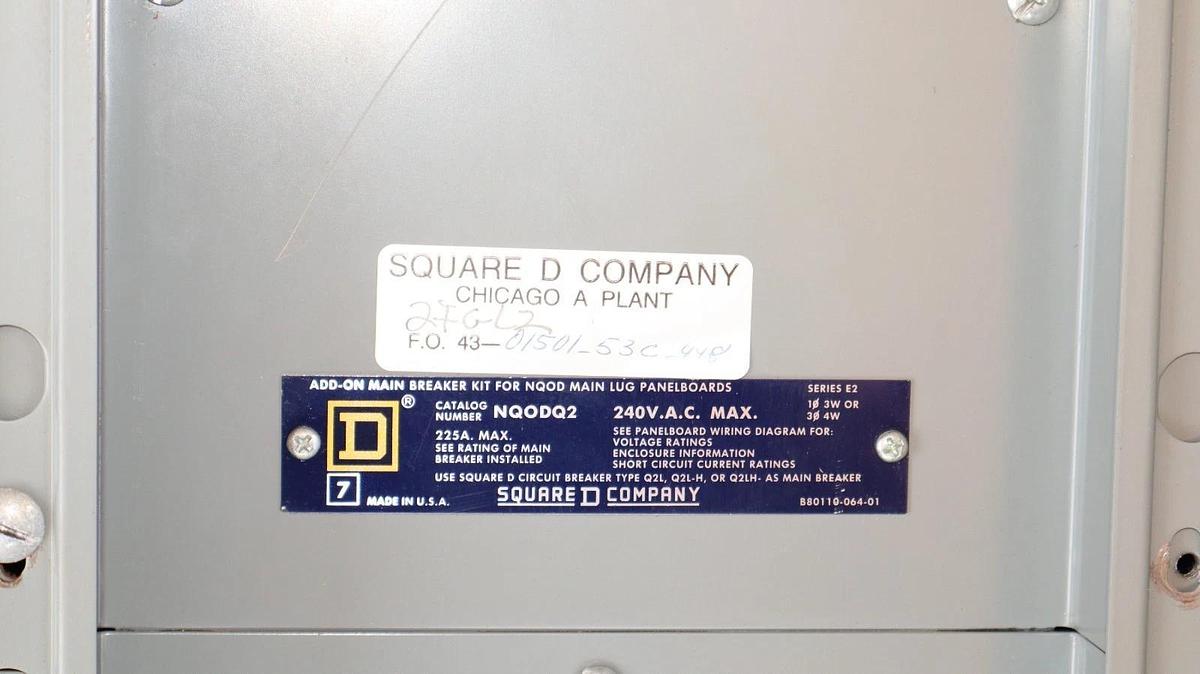 SQUARE D COMPANY
CHICAGO A PLANT
F.O. 43-01501-53C
ADD-ON MAIN BREAKER KIT FOR NQOD MAIN LUG PANELBOARDS
SERIES E2
D ®
CATALOG NUMBER NQODQ2
240V.A.C. MAX.
1ø 3W OR
3ø 4W
225A. MAX.
SEE RATING OF MAIN
BREAKER INSTALLED
SEE PANELBOARD WIRING DIAGRAM FOR:
VOLTAGE RATINGS
ENCLOSURE INFORMATION
SHORT CIRCUIT CURRENT RATINGS
USE SQUARE D CIRCUIT BREAKER TYPE Q2L, Q2L-H, OR Q2LH- AS MAIN BREAKER
7 MADE IN U.S.A.
SQUARE D COMPANY
B80110-064-01